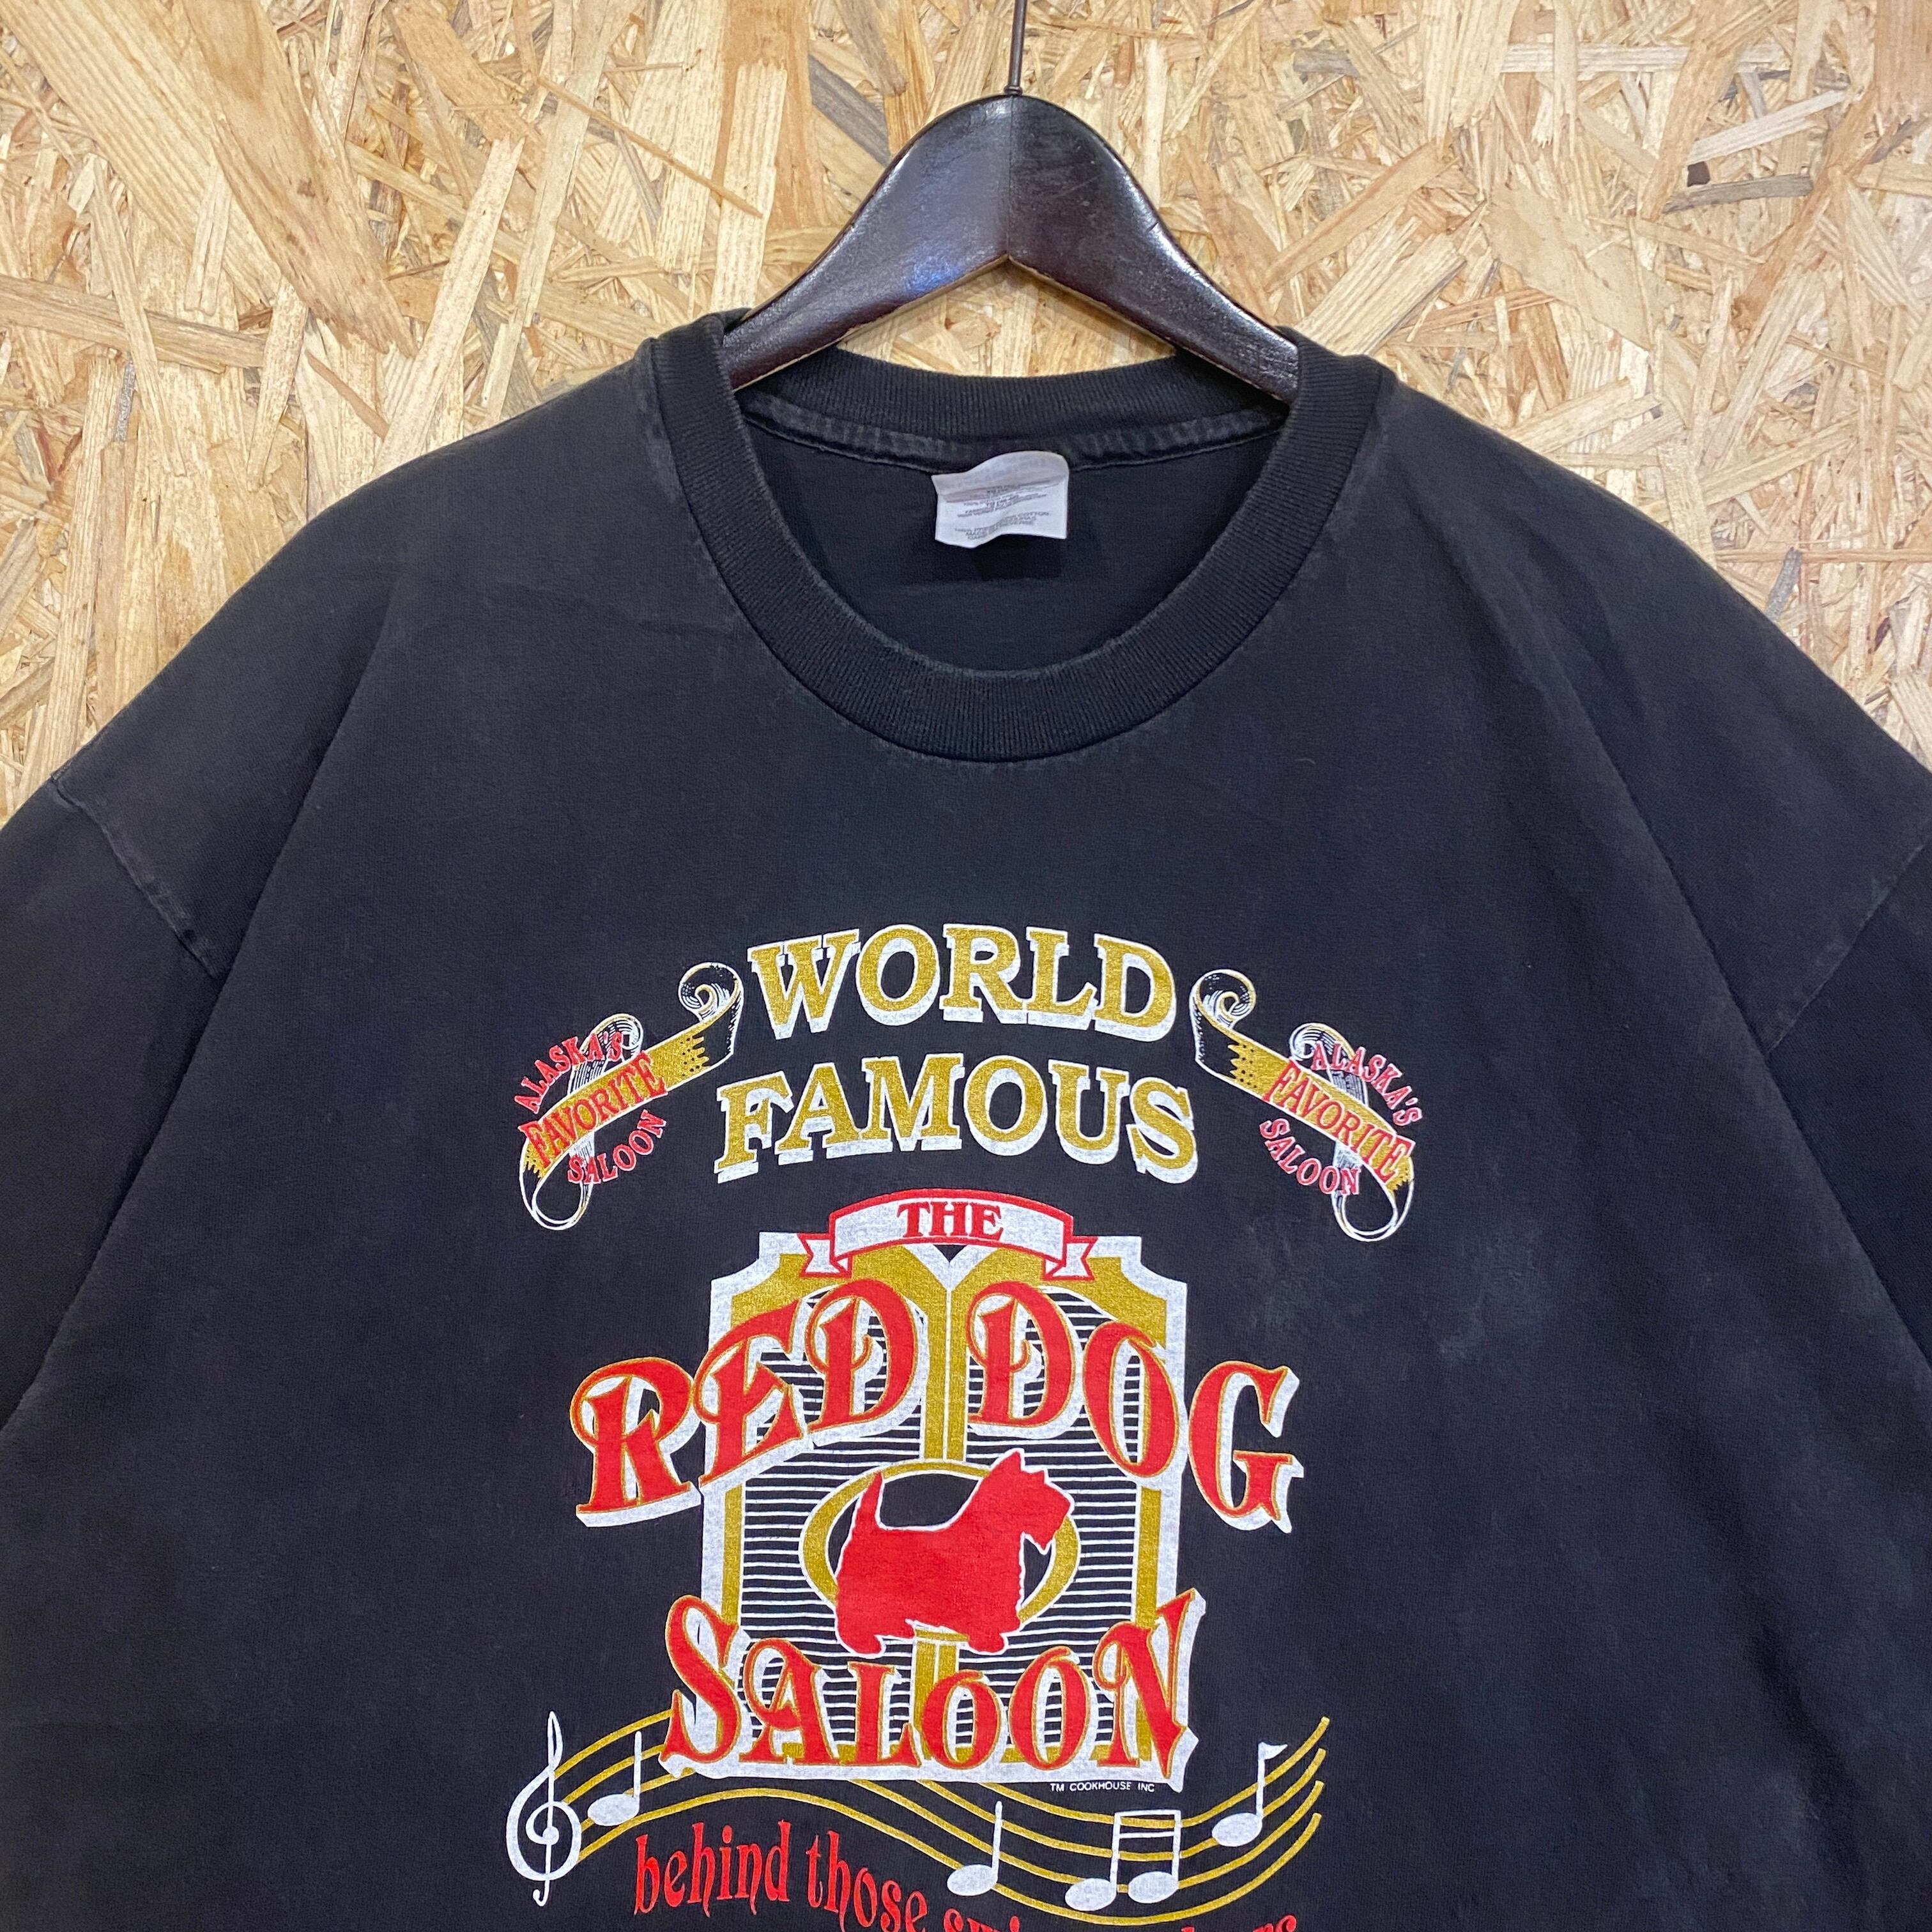 WORLD
FAMOUS
ALASKA'S
FAVORITE
SALOON
ALASKA'S
FAVORITE
SALOON
THE
RED DOG
SALOON
TM COOKHOUSE INC
behind those